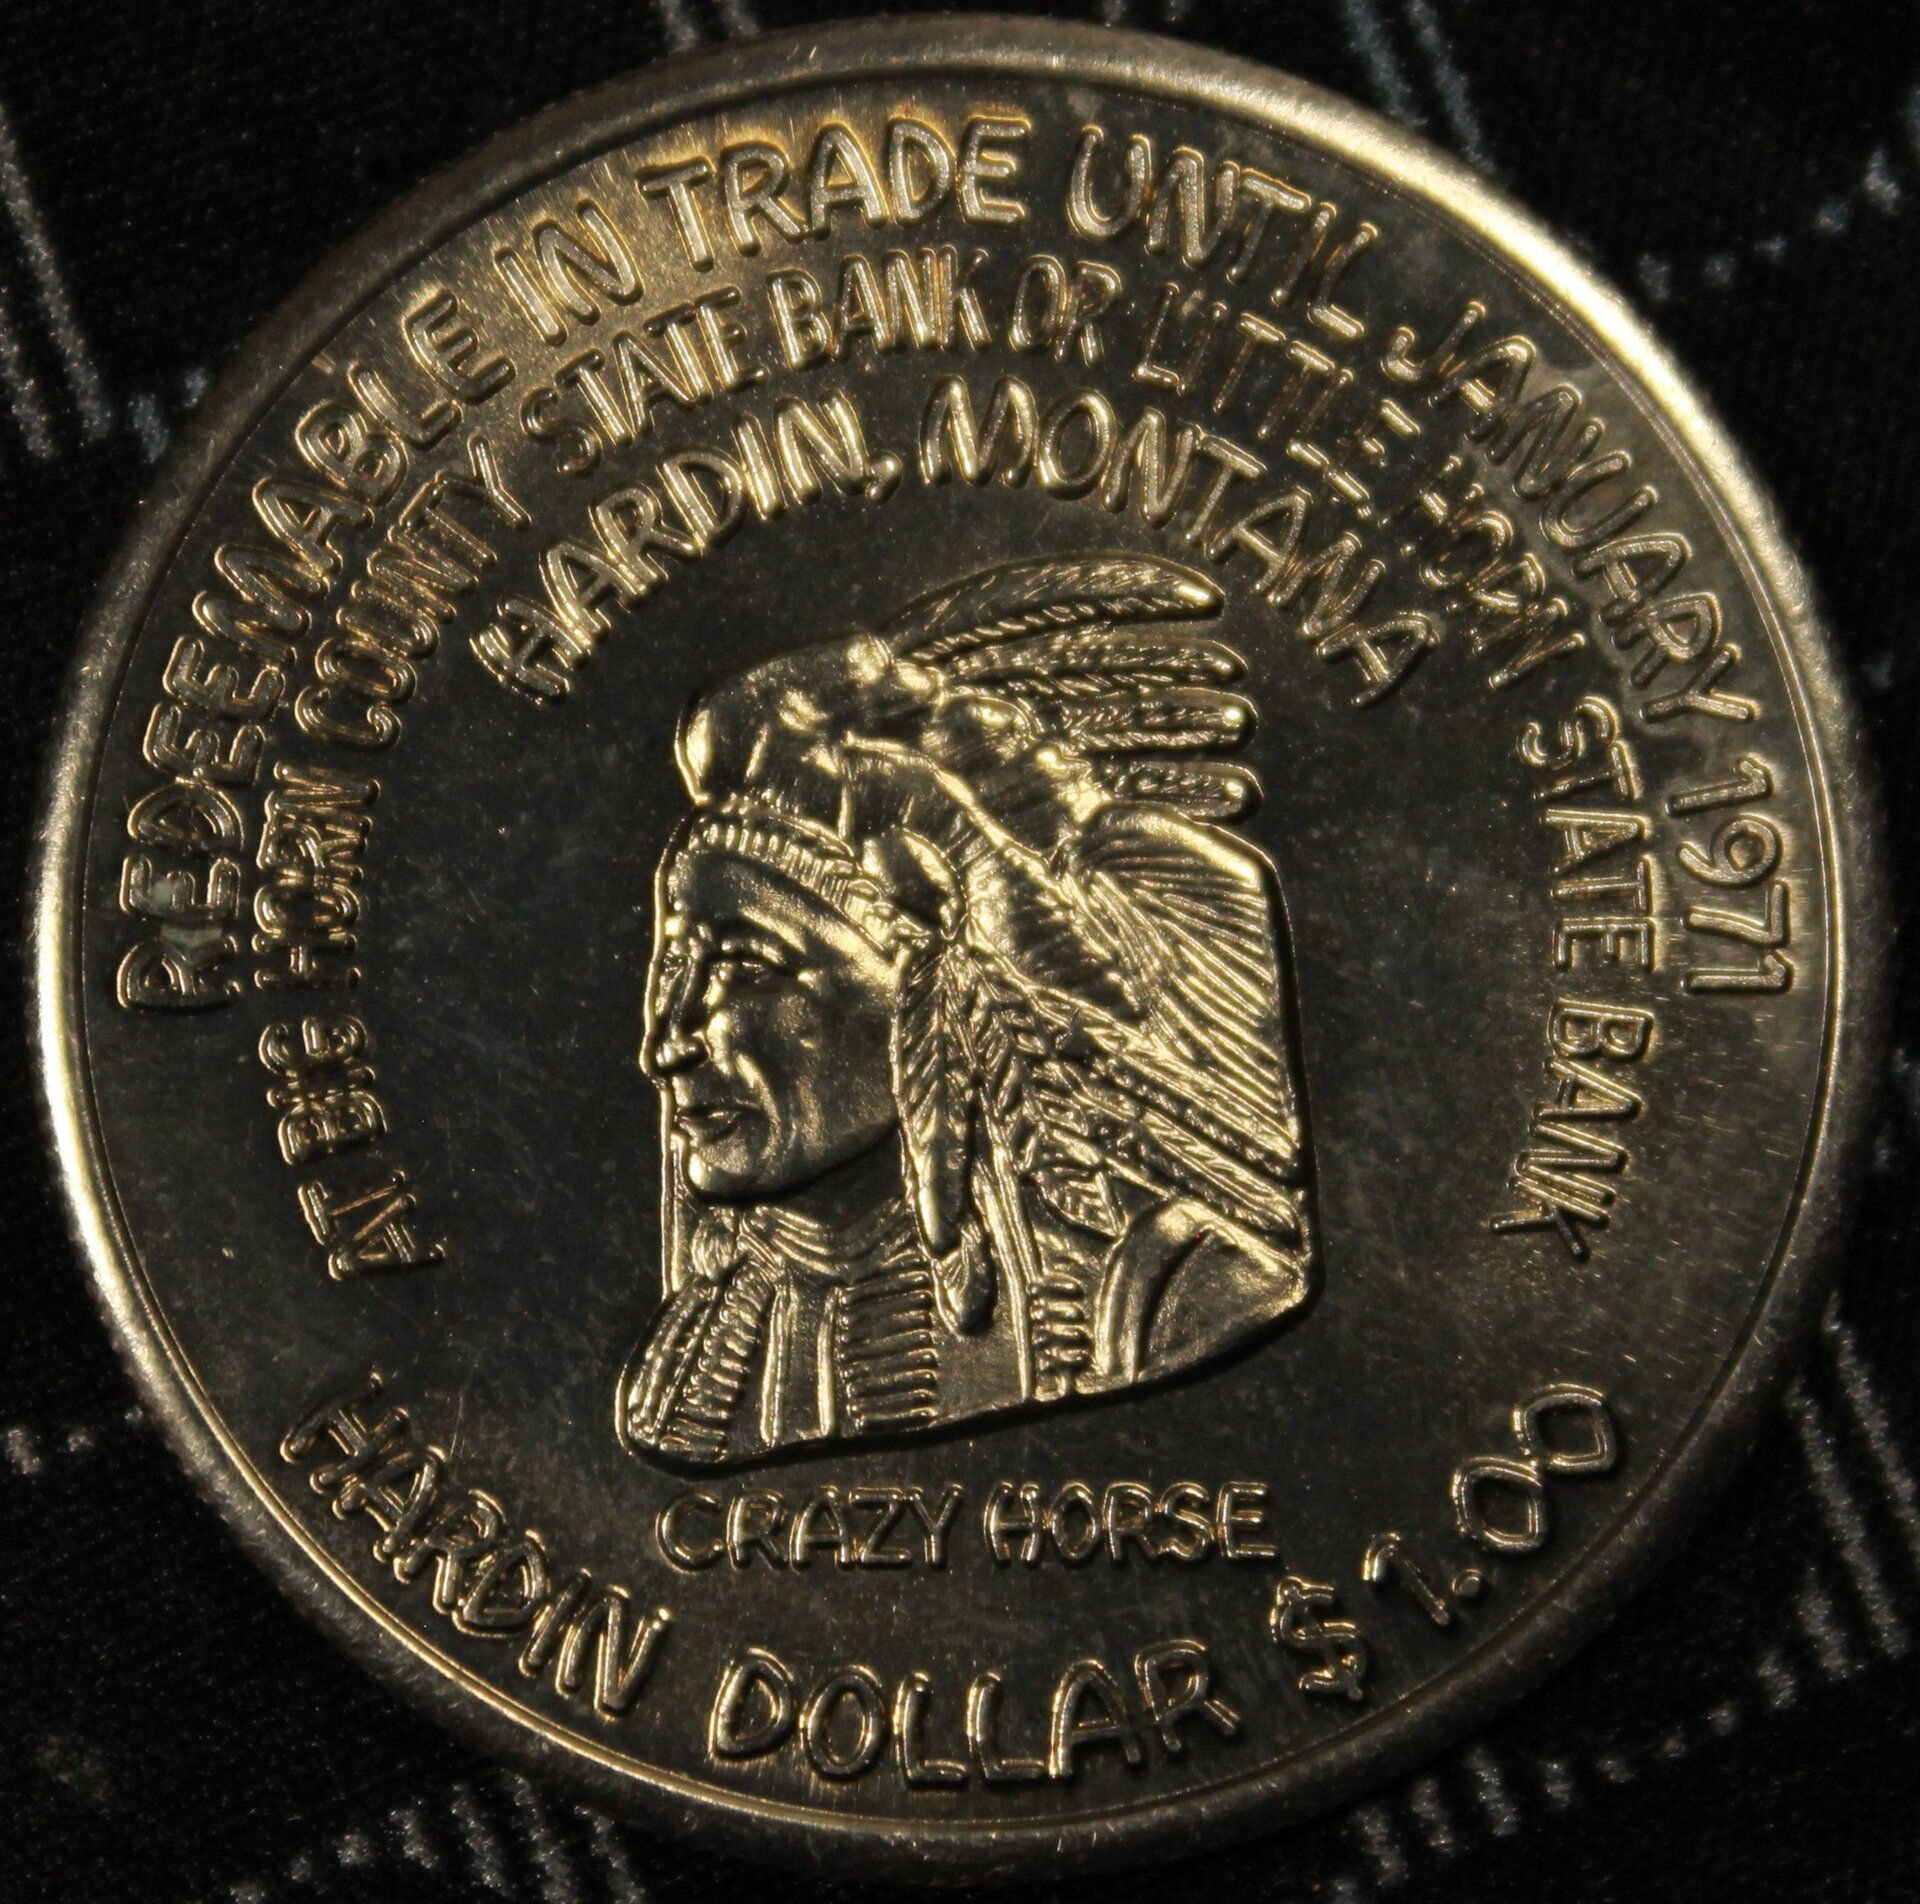 REDEEMABLE IN TRADE UNTIL JANUARY 1971
AT BIG HORN COUNTY STATE BANK OR LITTLE HORN STATE BANK
HARDIN, MONTANA
CRAZY HORSE
HARDIN DOLLAR $1.00